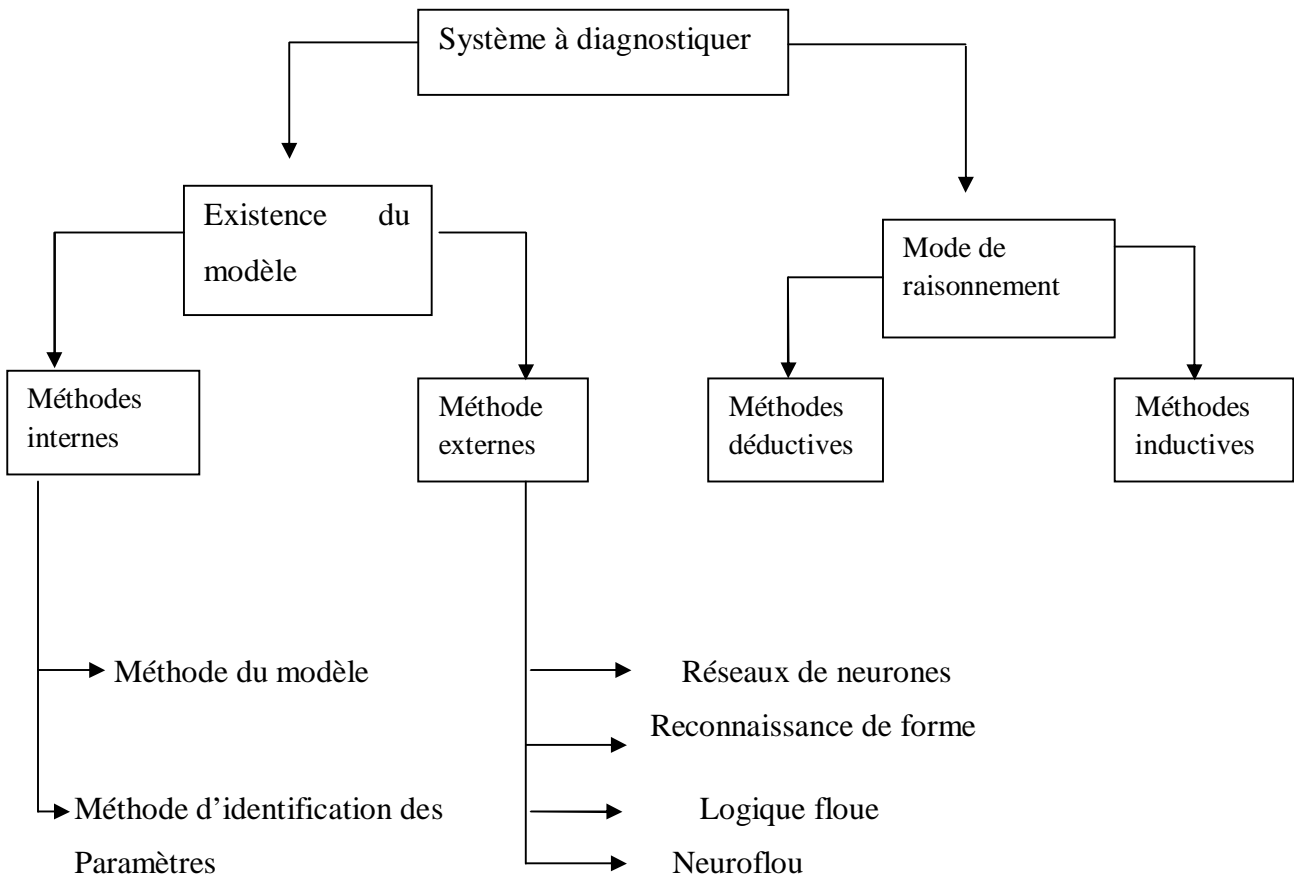 Système à diagnostiquer
Existence du
modèle
Mode de
raisonnement
Méthodes
internes
Méthode
externes
Méthodes
déductives
Méthodes
inductives
Méthode du modèle
Méthode d’identification des
Paramètres
Réseaux de neurones
Reconnaissance de forme
Logique floue
Neuroflou